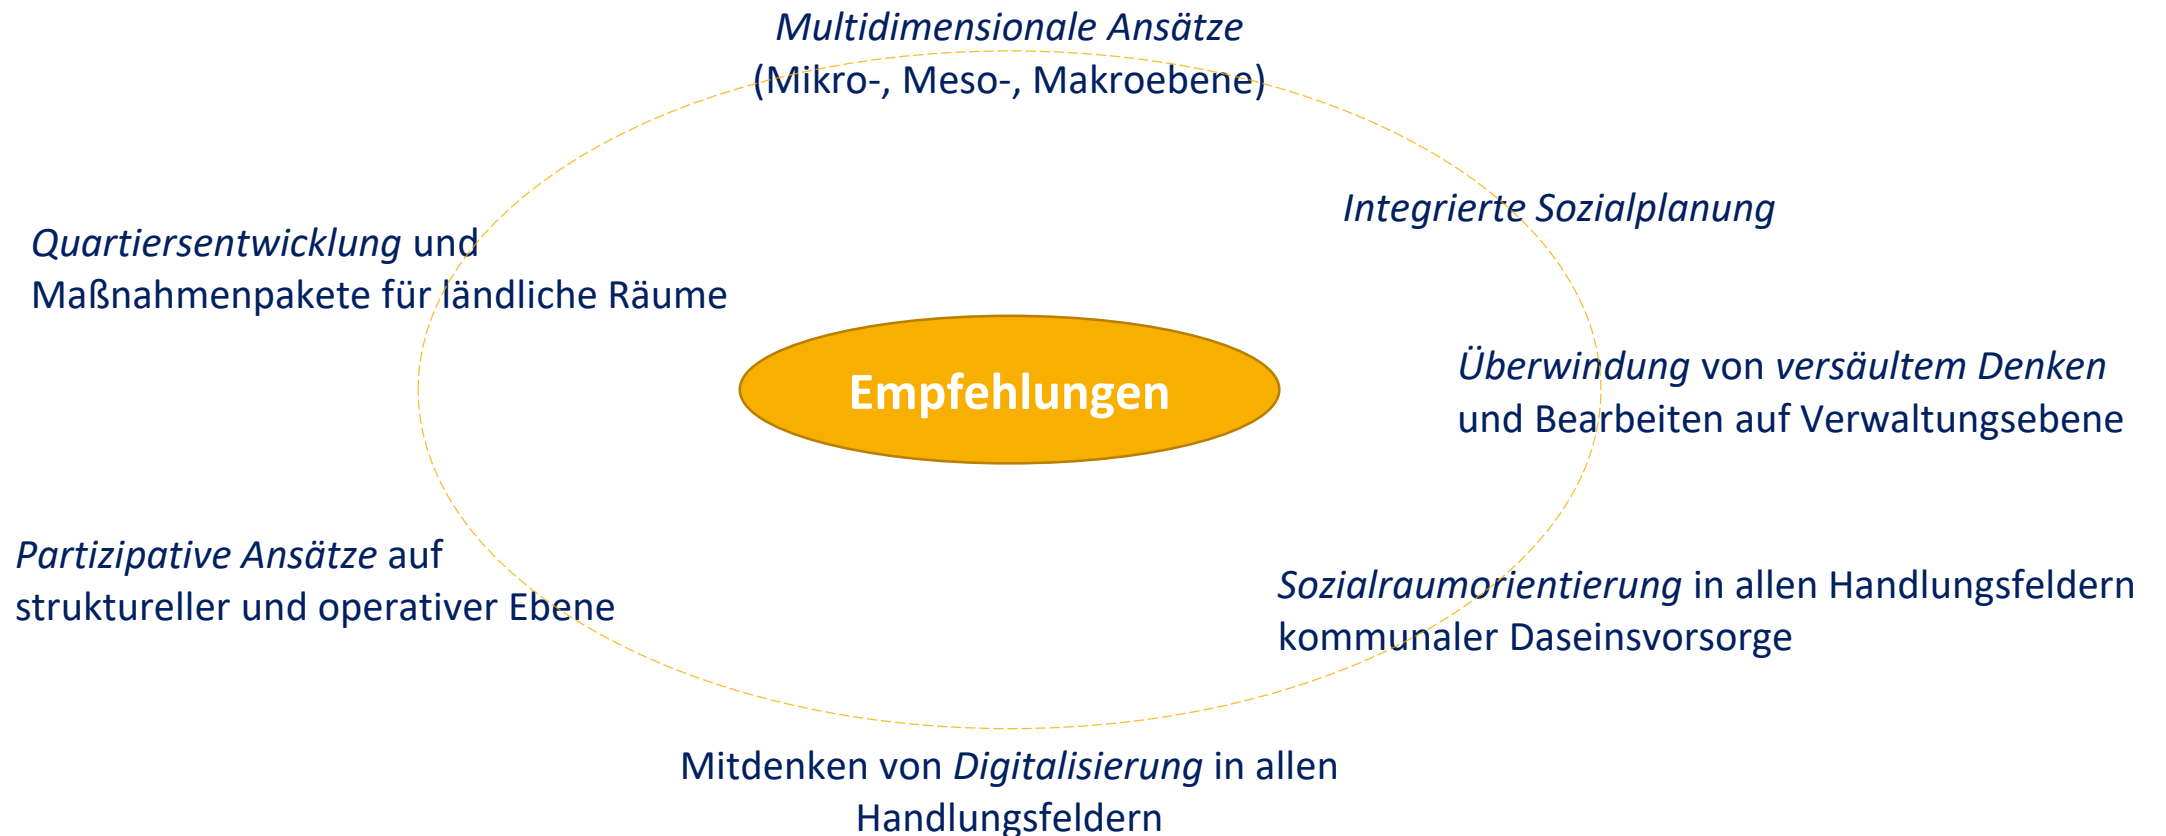 Multidimensionale Ansätze
(Mikro-, Meso-, Makroebene)
Integrierte Sozialplanung
Quartiersentwicklung und
Maßnahmenpakete für ländliche Räume
Empfehlungen
Überwindung von versäultem Denken
und Bearbeiten auf Verwaltungsebene
Partizipative Ansätze auf
struktureller und operativer Ebene
Sozialraumorientierung in allen Handlungsfeldern
kommunaler Daseinsvorsorge
Mitdenken von Digitalisierung in allen
Handlungsfeldern